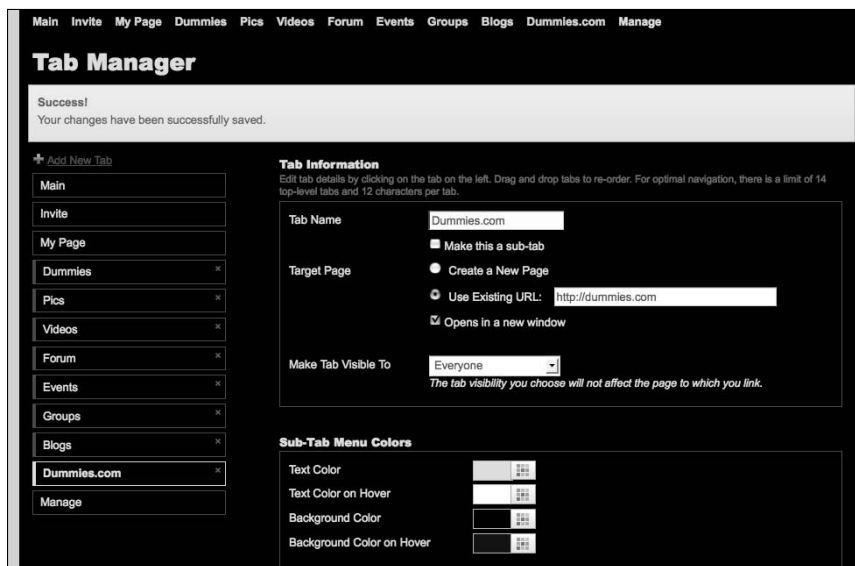 Main Invite My Page Dummies Pics Videos Forum Events Groups Blogs Dummies.com Manage
Tab Manager
Success!
Your changes have been successfully saved.
Add New Tab
Main
Invite
My Page
Dummies
Pics
Videos
Forum
Events
Groups
Blogs
Dummies.com
Manage
Tab Information
Edit tab details by clicking on the tab on the left. Drag and drop tabs to re-order. For optimal navigation, there is a limit of 14
top-level tabs and 12 characters per tab.
Tab Name Dummies.com
Make this a sub-tab
Target Page Create a New Page
Use Existing URL: http://dummies.com
Opens in a new window
Make Tab Visible To Everyone
The tab visibility you choose will not affect the page to which you link.
Sub-Tab Menu Colors
Text Color
Text Color on Hover
Background Color
Background Color on Hover